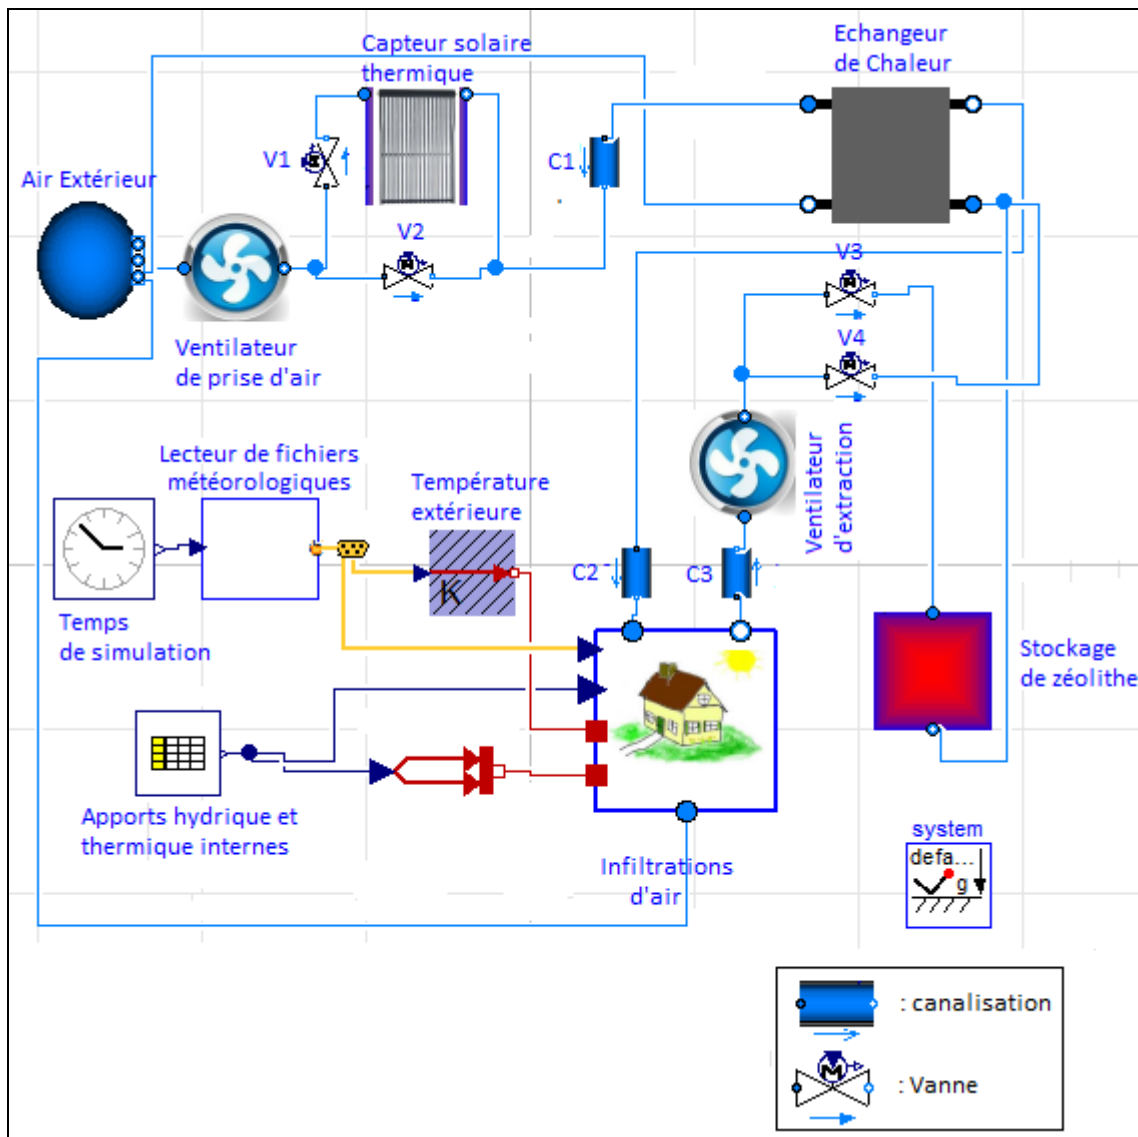 Capteur solaire
thermique
Echangeur
de Chaleur
V1
C1
Air Extérieur
V2
V3
V4
Ventilateur
de prise d'air
Lecteur de fichiers
météorologiques
Température
extérieure
K
Ventilateur
d'extraction
C2
C3
Temps
de simulation
Stockage
de zéolithe
Apports hydrique et
thermique internes
Infiltrations
d'air
system
defa...
g
: canalisation
M
: Vanne